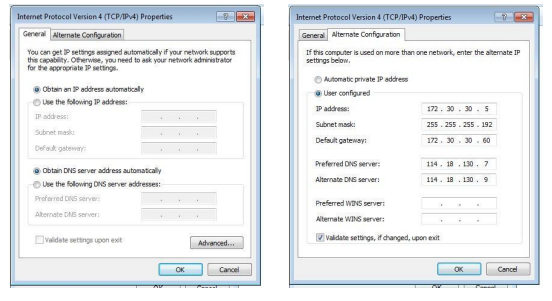 Internet Protocol Version 4 (TCP/IPv4) Properties
General
Alternate Configuration
You can get IP settings assigned automatically if your network supports
this capability. Otherwise, you need to ask your network administrator
for the appropriate IP settings.
Obtain an IP address automatically
Use the following IP address:
IP address:
Subnet mask:
Default gateway:
Obtain DNS server address automatically
Use the following DNS server addresses:
Preferred DNS server:
Alternate DNS server:
Validate settings upon exit
Advanced...
OK
Cancel
Internet Protocol Version 4 (TCP/IPv4) Properties
General
Alternate Configuration
If this computer is used on more than one network, enter the alternate IP
settings below.
Automatic private IP address
User configured
IP address: 172 . 30 . 30 . 5
Subnet mask: 255 . 255 . 255 . 192
Default gateway: 172 . 30 . 30 . 60
Preferred DNS server: 114 . 18 . 130 . 7
Alternate DNS server: 114 . 18 . 130 . 9
Preferred WINS server:
Alternate WINS server:
Validate settings, if changed, upon exit
OK
Cancel